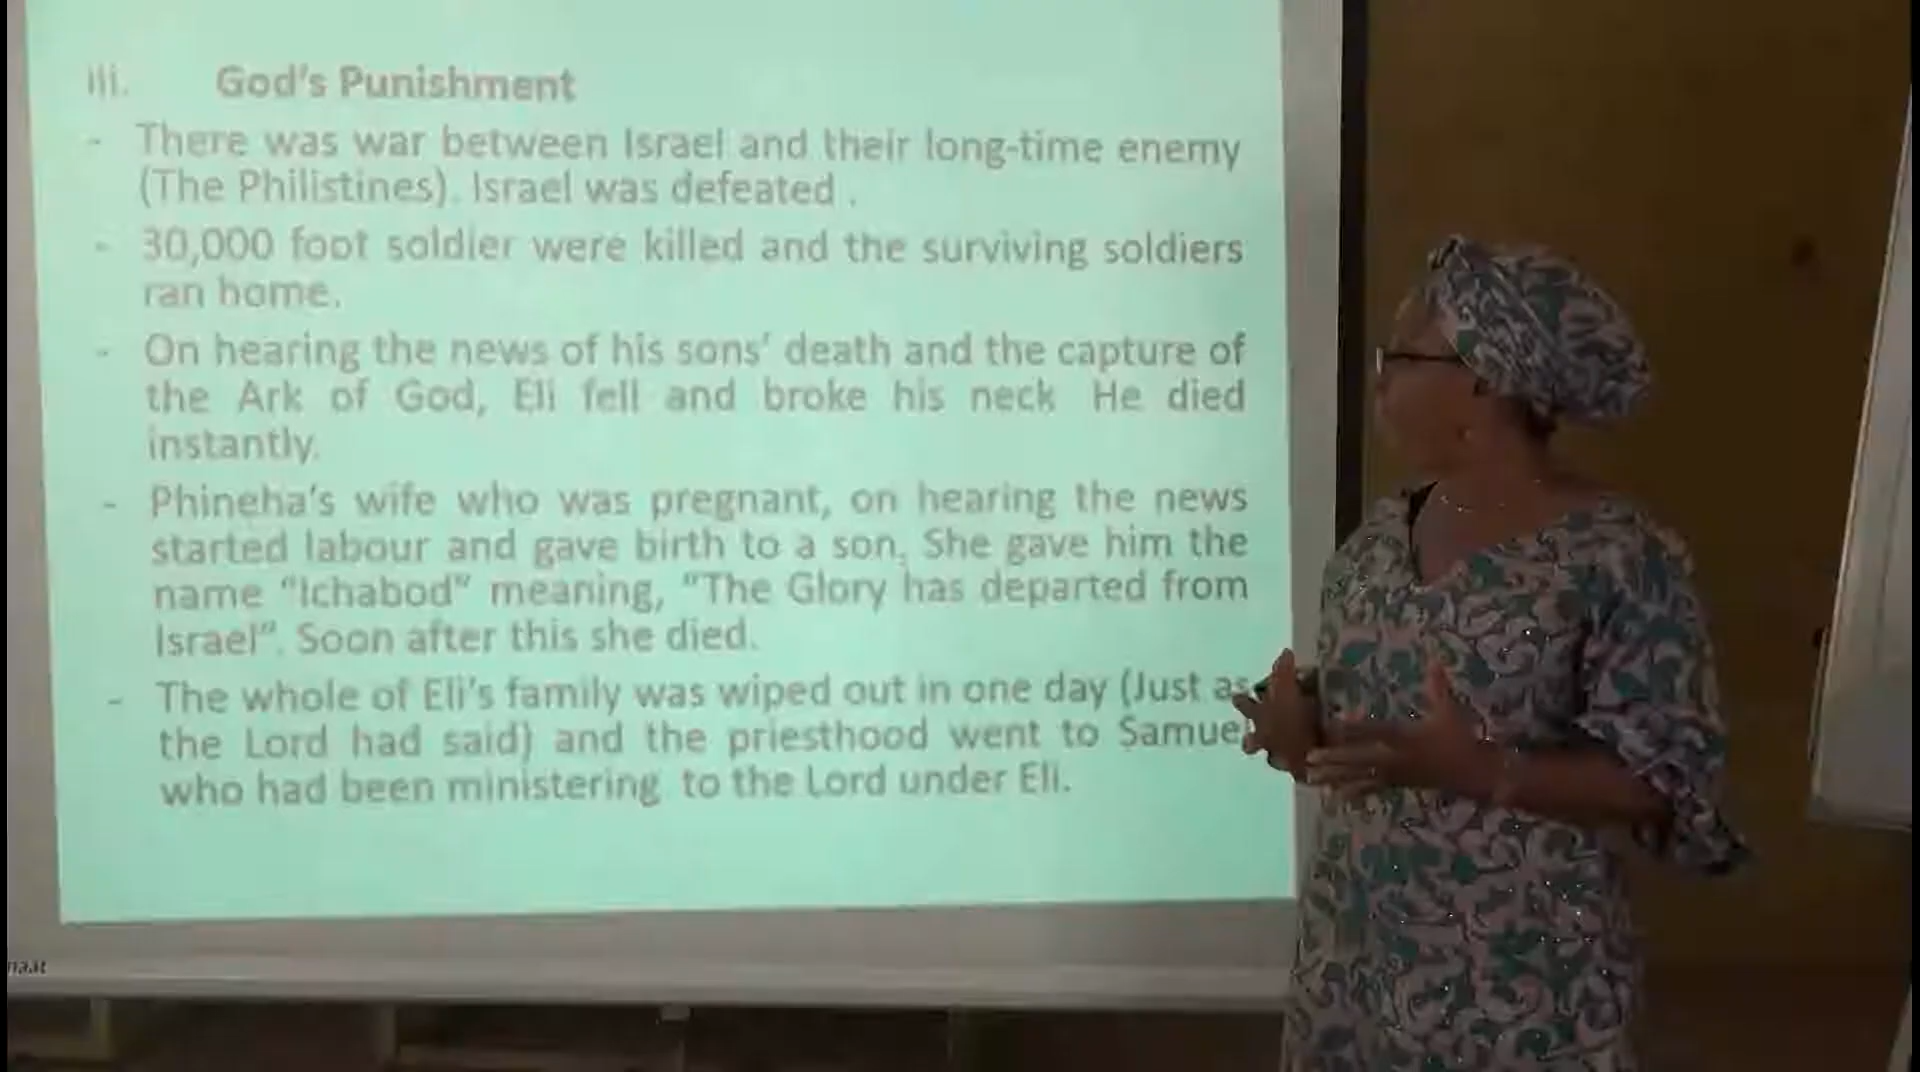 iii. God's Punishment
- There was war between Israel and their long-time enemy
(The Philistines). Israel was defeated .
- 30,000 foot soldier were killed and the surviving soldiers
ran home.
- On hearing the news of his sons' death and the capture of
the Ark of God, Eli fell and broke his neck He died
instantly.
- Phineha's wife who was pregnant, on hearing the news
started labour and gave birth to a son. She gave him the
name "Ichabod" meaning, "The Glory has departed from
Israel". Soon after this she died.
- The whole of Eli's family was wiped out in one day (Just as
the Lord had said) and the priesthood went to Samuel
who had been ministering to the Lord under Eli.